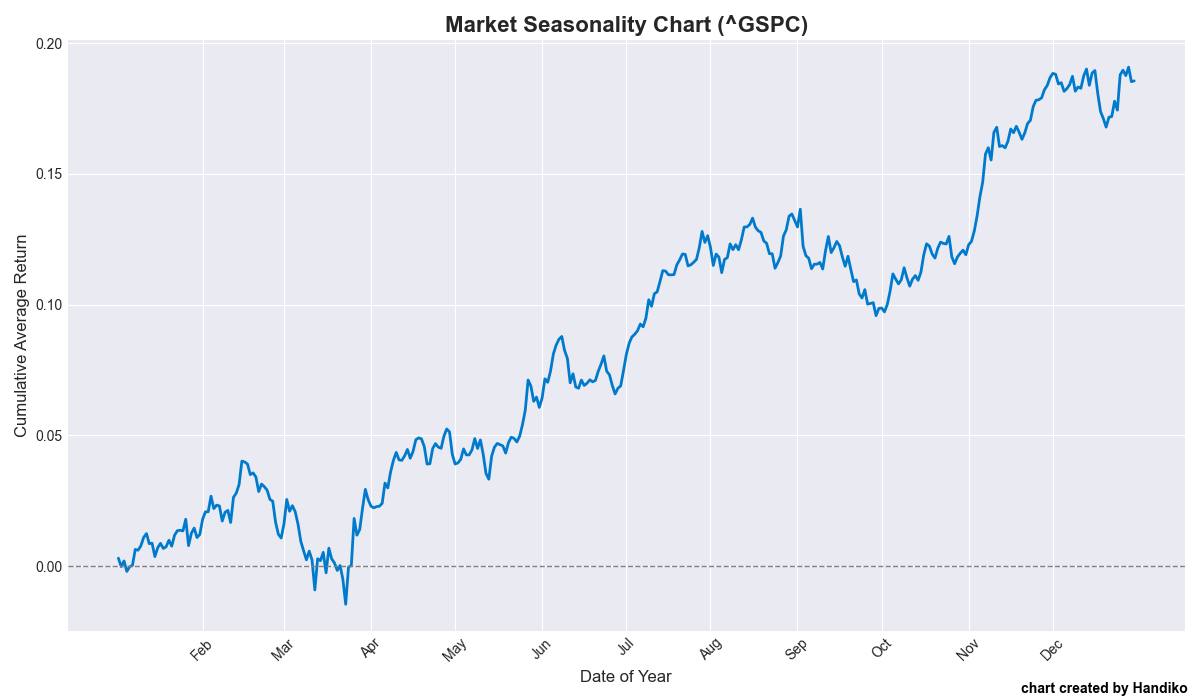 Market Seasonality Chart (^GSPC)
0.20
0.15
0.10
0.05
0.00
Cumulative Average Return
Feb
Mar
Apr
May
Jun
Jul
Aug
Sep
Oct
Nov
Dec
Date of Year
chart created by Handiko